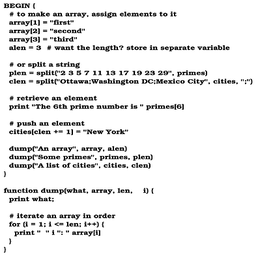 BEGIN {
# to make an array, assign elements to it
array[1] = "first"
array[2] = "second"
array[3] = "third"
alen = 3 # want the length? store in separate variable
# or split a string
plen = split("2 3 5 7 11 13 17 19 23 29", primes)
clen = split("Ottawa;Washington DC;Mexico City", cities, ";")
# retrieve an element
print "The 6th prime number is " primes[6]
# push an element
cities[clen += 1] = "New York"
dump("An array", array, alen)
dump("Some primes", primes, plen)
dump("A list of cities", cities, clen)
}
function dump(what, array, len, i) {
print what;
# iterate an array in order
for (i = 1; i <= len; i++) {
print " " i ": " array[i]
}
}